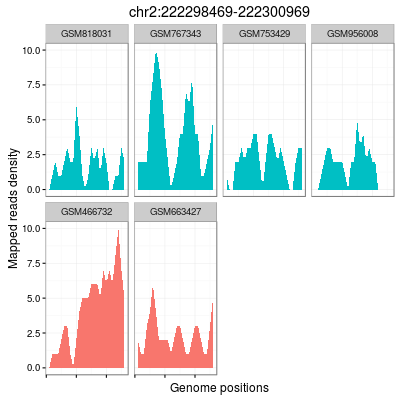 chr2:222298469-222300969
GSM818031 GSM767343 GSM753429 GSM956008
10.0
7.5
5.0
2.5
0.0
GSM466732 GSM663427
10.0
7.5
5.0
2.5
0.0
Mapped reads density
Genome positions